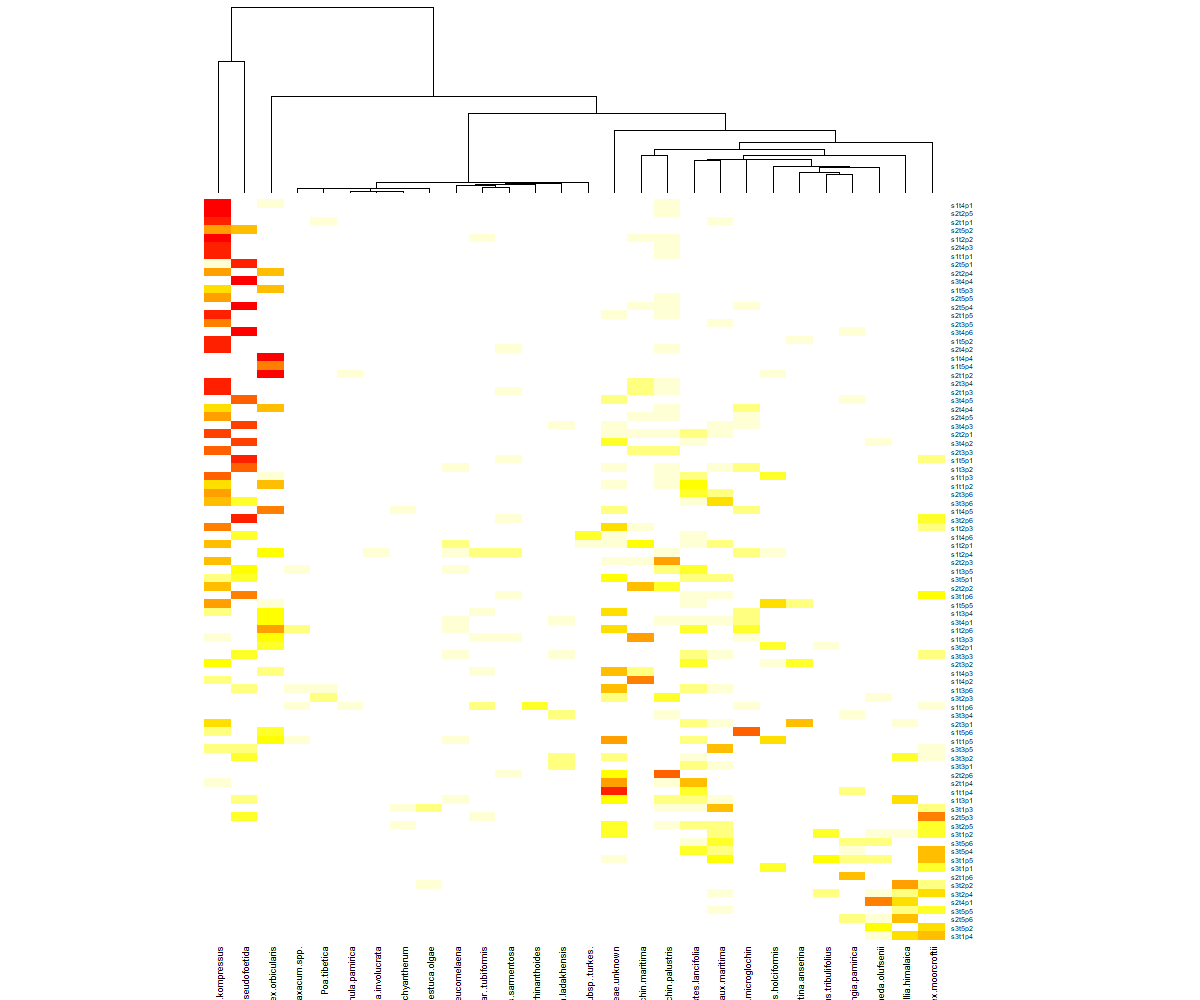 s1t4p1
s2t2p5
s2t1p1
s2t5p2
s1t2p2
s2t4p3
s1t1p1
s2t5p1
s2t2p4
s3t4p4
s1t5p3
s2t5p5
s2t5p4
s2t1p5
s2t3p5
s3t4p6
s1t5p2
s2t4p2
s1t4p4
s1t5p4
s2t1p2
s2t3p4
s2t1p3
s3t4p5
s2t4p4
s2t4p5
s3t4p3
s2t2p1
s3t4p2
s2t3p3
s1t5p1
s1t3p2
s1t1p3
s1t1p2
s2t3p6
s3t3p6
s1t4p5
s3t2p6
s1t2p3
s1t4p6
s1t2p1
s1t2p4
s2t2p3
s1t3p5
s3t5p1
s2t2p2
s3t1p6
s1t5p5
s1t3p4
s3t4p1
s1t2p6
s1t3p3
s3t2p1
s3t3p3
s2t3p2
s1t4p3
s1t4p2
s1t3p6
s3t2p3
s1t1p6
s3t3p4
s2t3p1
s1t5p6
s1t1p5
s3t3p5
s3t3p2
s3t3p1
s2t2p6
s2t1p4
s1t1p4
s1t3p1
s3t1p3
s2t5p3
s3t2p5
s3t1p2
s3t5p6
s3t5p4
s3t1p5
s3t1p1
s2t1p6
s3t2p2
s3t2p4
s2t4p1
s3t5p5
s2t5p6
s3t5p2
s3t1p4
.kompressus
seudofoetida
ex.orbicularis
axacum.spp.
Poa.tibetica
nula.pamirica
a.involucrata
chyantherum
estuca.olgae
eucomelaena
ar..tubiformis
s.sarmentosa
rhinanthoides
u.ladakhensis
ubsp..turkes.
eae.unknown
chin.maritima
chin.palustris
rtes.lancifolia
aux.maritima
.microglochin
s.holciformis
tina.anserina
us.tribulifolius
ngia.pamirica
neda.olufsenii
llia.himalaica
ex.moorcroftii